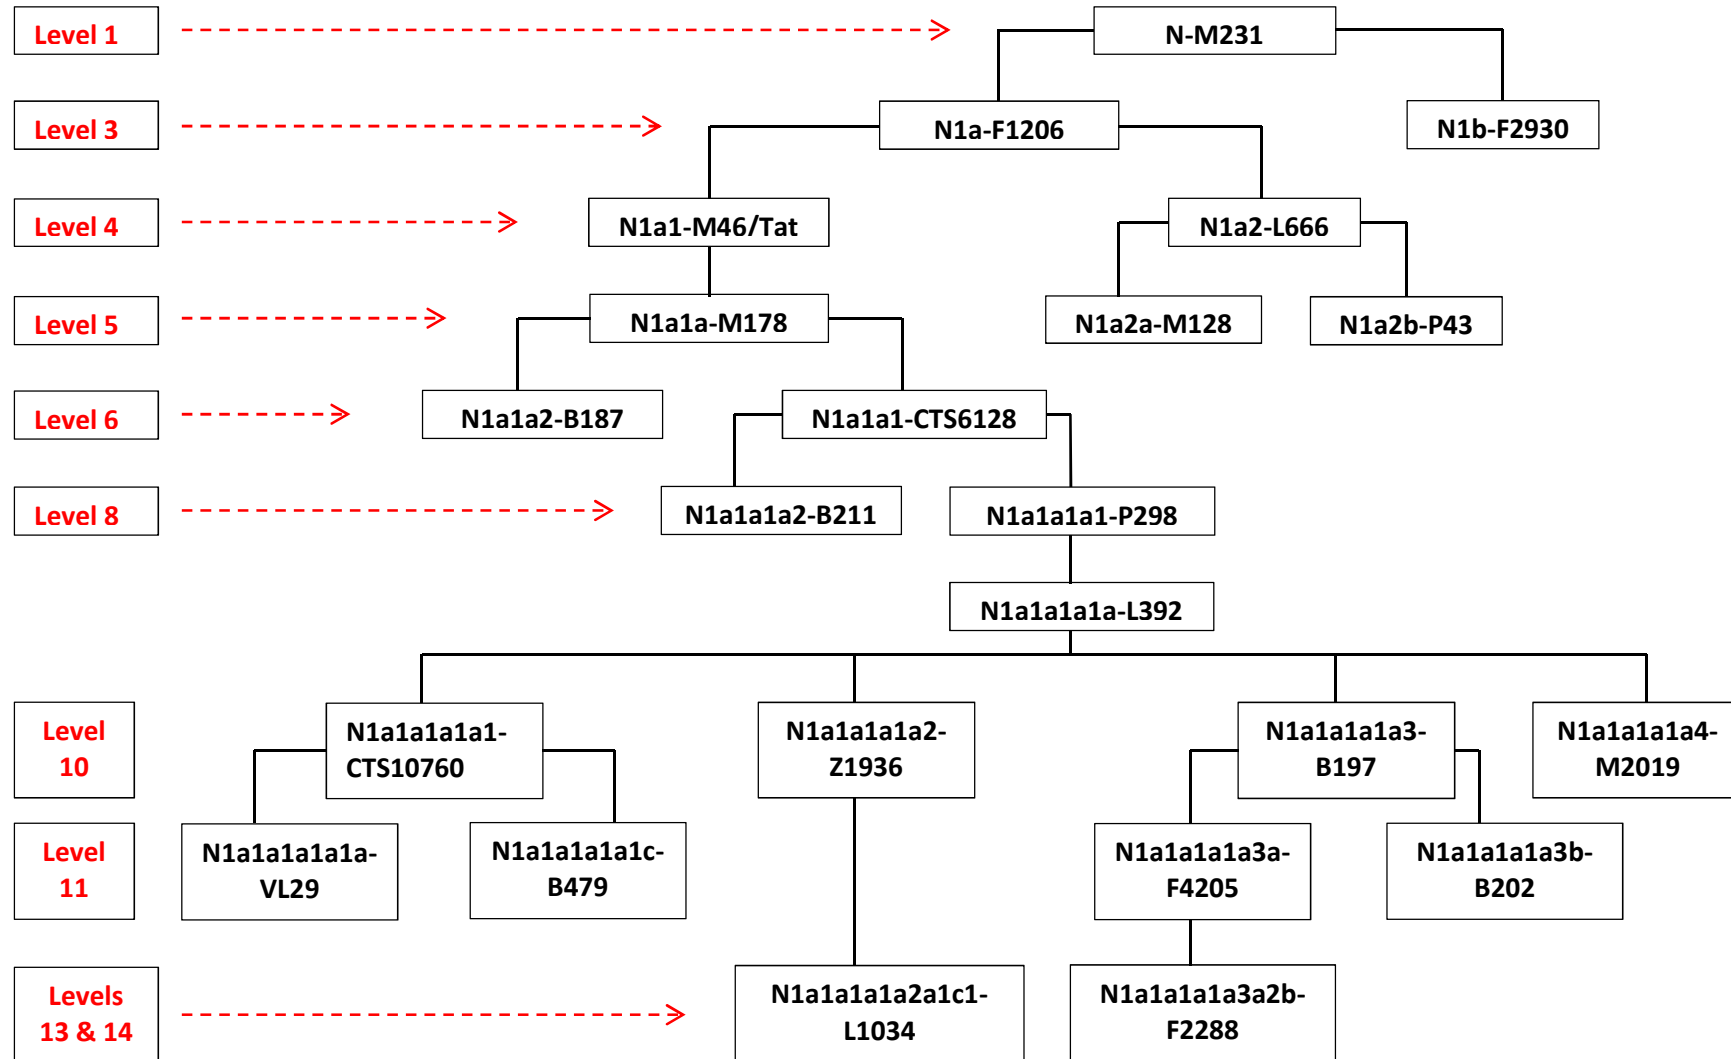 Level 1
N-M231
Level 3
N1a-F1206
N1b-F2930
Level 4
N1a1-M46/Tat
N1a2-L666
Level 5
N1a1a-M178
N1a2a-M128
N1a2b-P43
Level 6
N1a1a2-B187
N1a1a1-CTS6128
Level 8
N1a1a1a2-B211
N1a1a1a1-P298
N1a1a1a1a-L392
Level
10
N1a1a1a1a1-
CTS10760
N1a1a1a1a2-
Z1936
N1a1a1a1a3-
B197
N1a1a1a1a4-
M2019
Level
11
N1a1a1a1a1a-
VL29
N1a1a1a1a1c-
B479
N1a1a1a1a3a-
F4205
N1a1a1a1a3b-
B202
Levels
13 & 14
N1a1a1a1a2a1c1-
L1034
N1a1a1a1a3a2b-
F2288